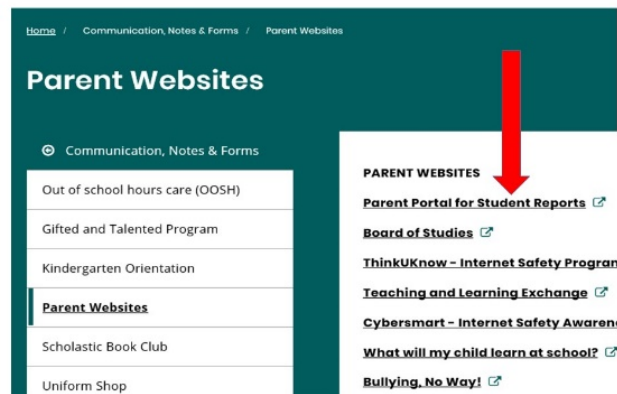 Home / Communication, Notes & Forms / Parent Websites
Parent Websites
Communication, Notes & Forms
Out of school hours care (OOSH)
Gifted and Talented Program
Kindergarten Orientation
Parent Websites
Scholastic Book Club
Uniform Shop
PARENT WEBSITES
Parent Portal for Student Reports
Board of Studies
ThinkUKnow - Internet Safety Program
Teaching and Learning Exchange
Cybersmart - Internet Safety Awaren
What will my child learn at school?
Bullying, No Way!